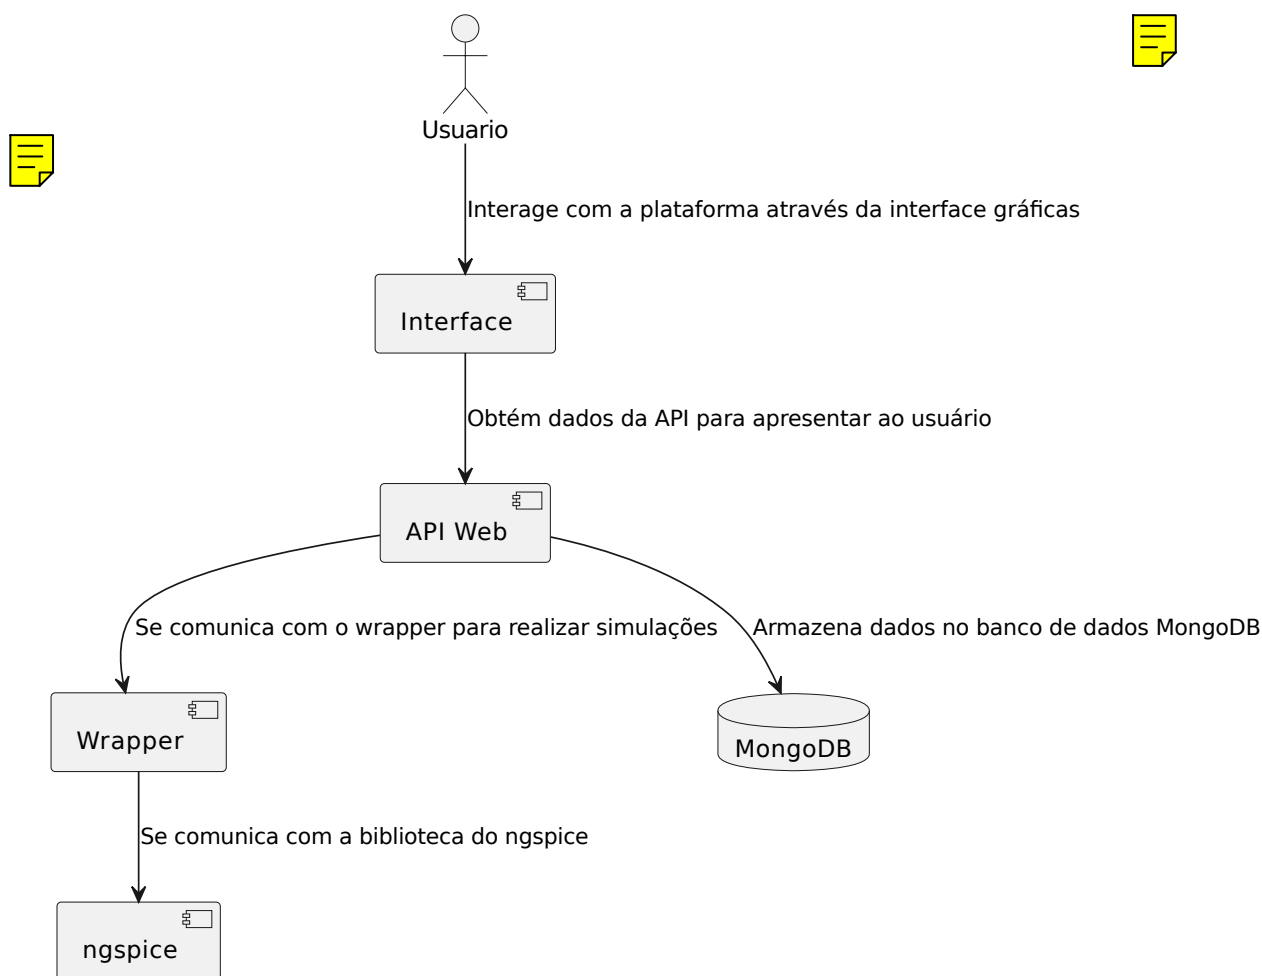 Usuario
Interage com a plataforma através da interface gráficas
Interface
Obtém dados da API para apresentar ao usuário
API Web
Se comunica com o wrapper para realizar simulações
Armazena dados no banco de dados MongoDB
Wrapper
MongoDB
Se comunica com a biblioteca do ngspice
ngspice